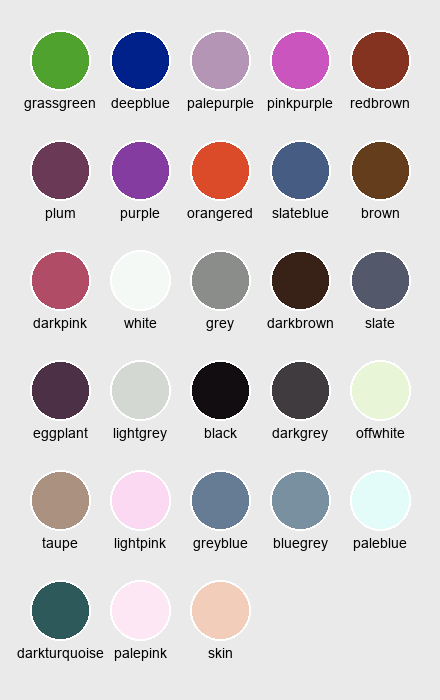 grassgreen deepblue palepurple pinkpurple redbrown
plum purple orangered slateblue brown
darkpink white grey darkbrown slate
eggplant lightgrey black darkgrey offwhite
taupe lightpink greyblue bluegrey paleblue
darkturquoise palepink skin